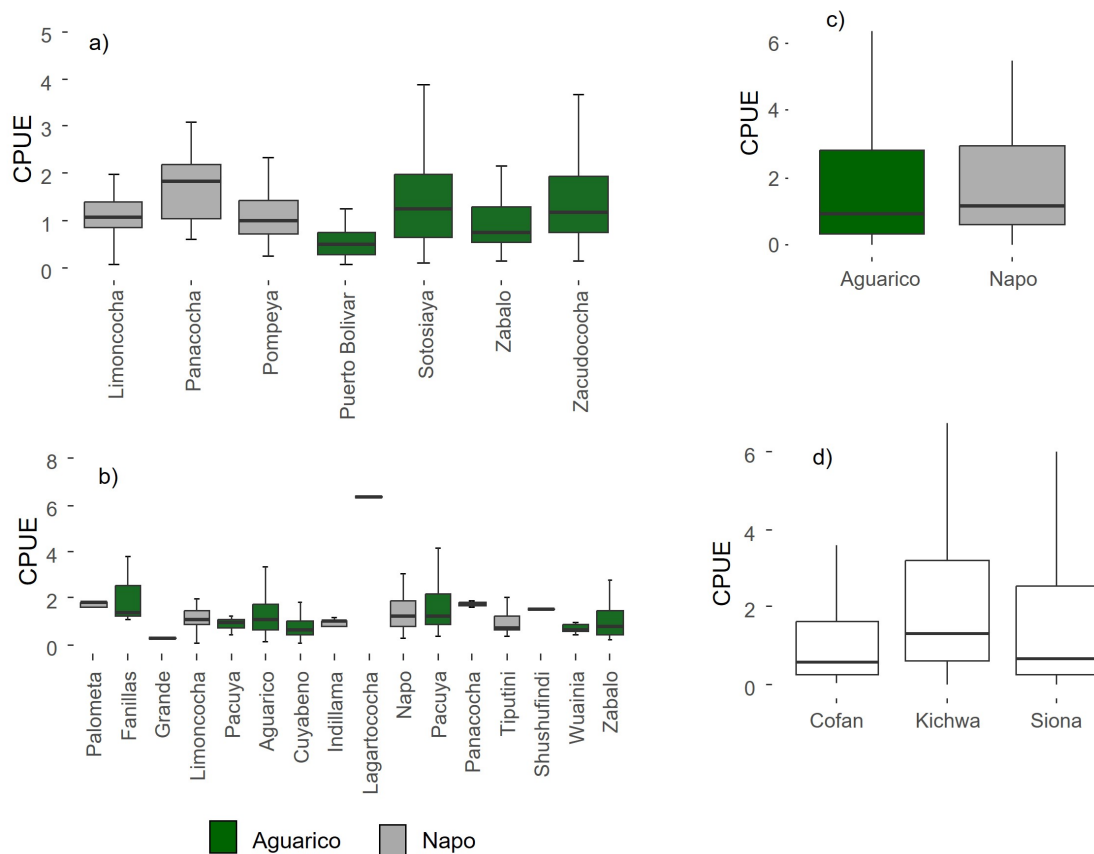 a)
CPUE
5
4
3
2
1
0
Limoncocha
Panacocha
Pompeya
Puerto Bolivar
Sotosiaya
Zabalo
Zacudococha
c)
CPUE
6
4
2
0
Aguarico
Napo
b)
CPUE
8
6
4
2
0
Palometa
Fanillas
Grande
Limoncocha
Pacuya
Aguarico
Cuyabeno
Indillama
Lagartococha
Napo
Pacuya
Panacocha
Tiputini
Shushufindi
Wuainia
Zabalo
d)
CPUE
6
4
2
0
Cofan
Kichwa
Siona
Aguarico
Napo